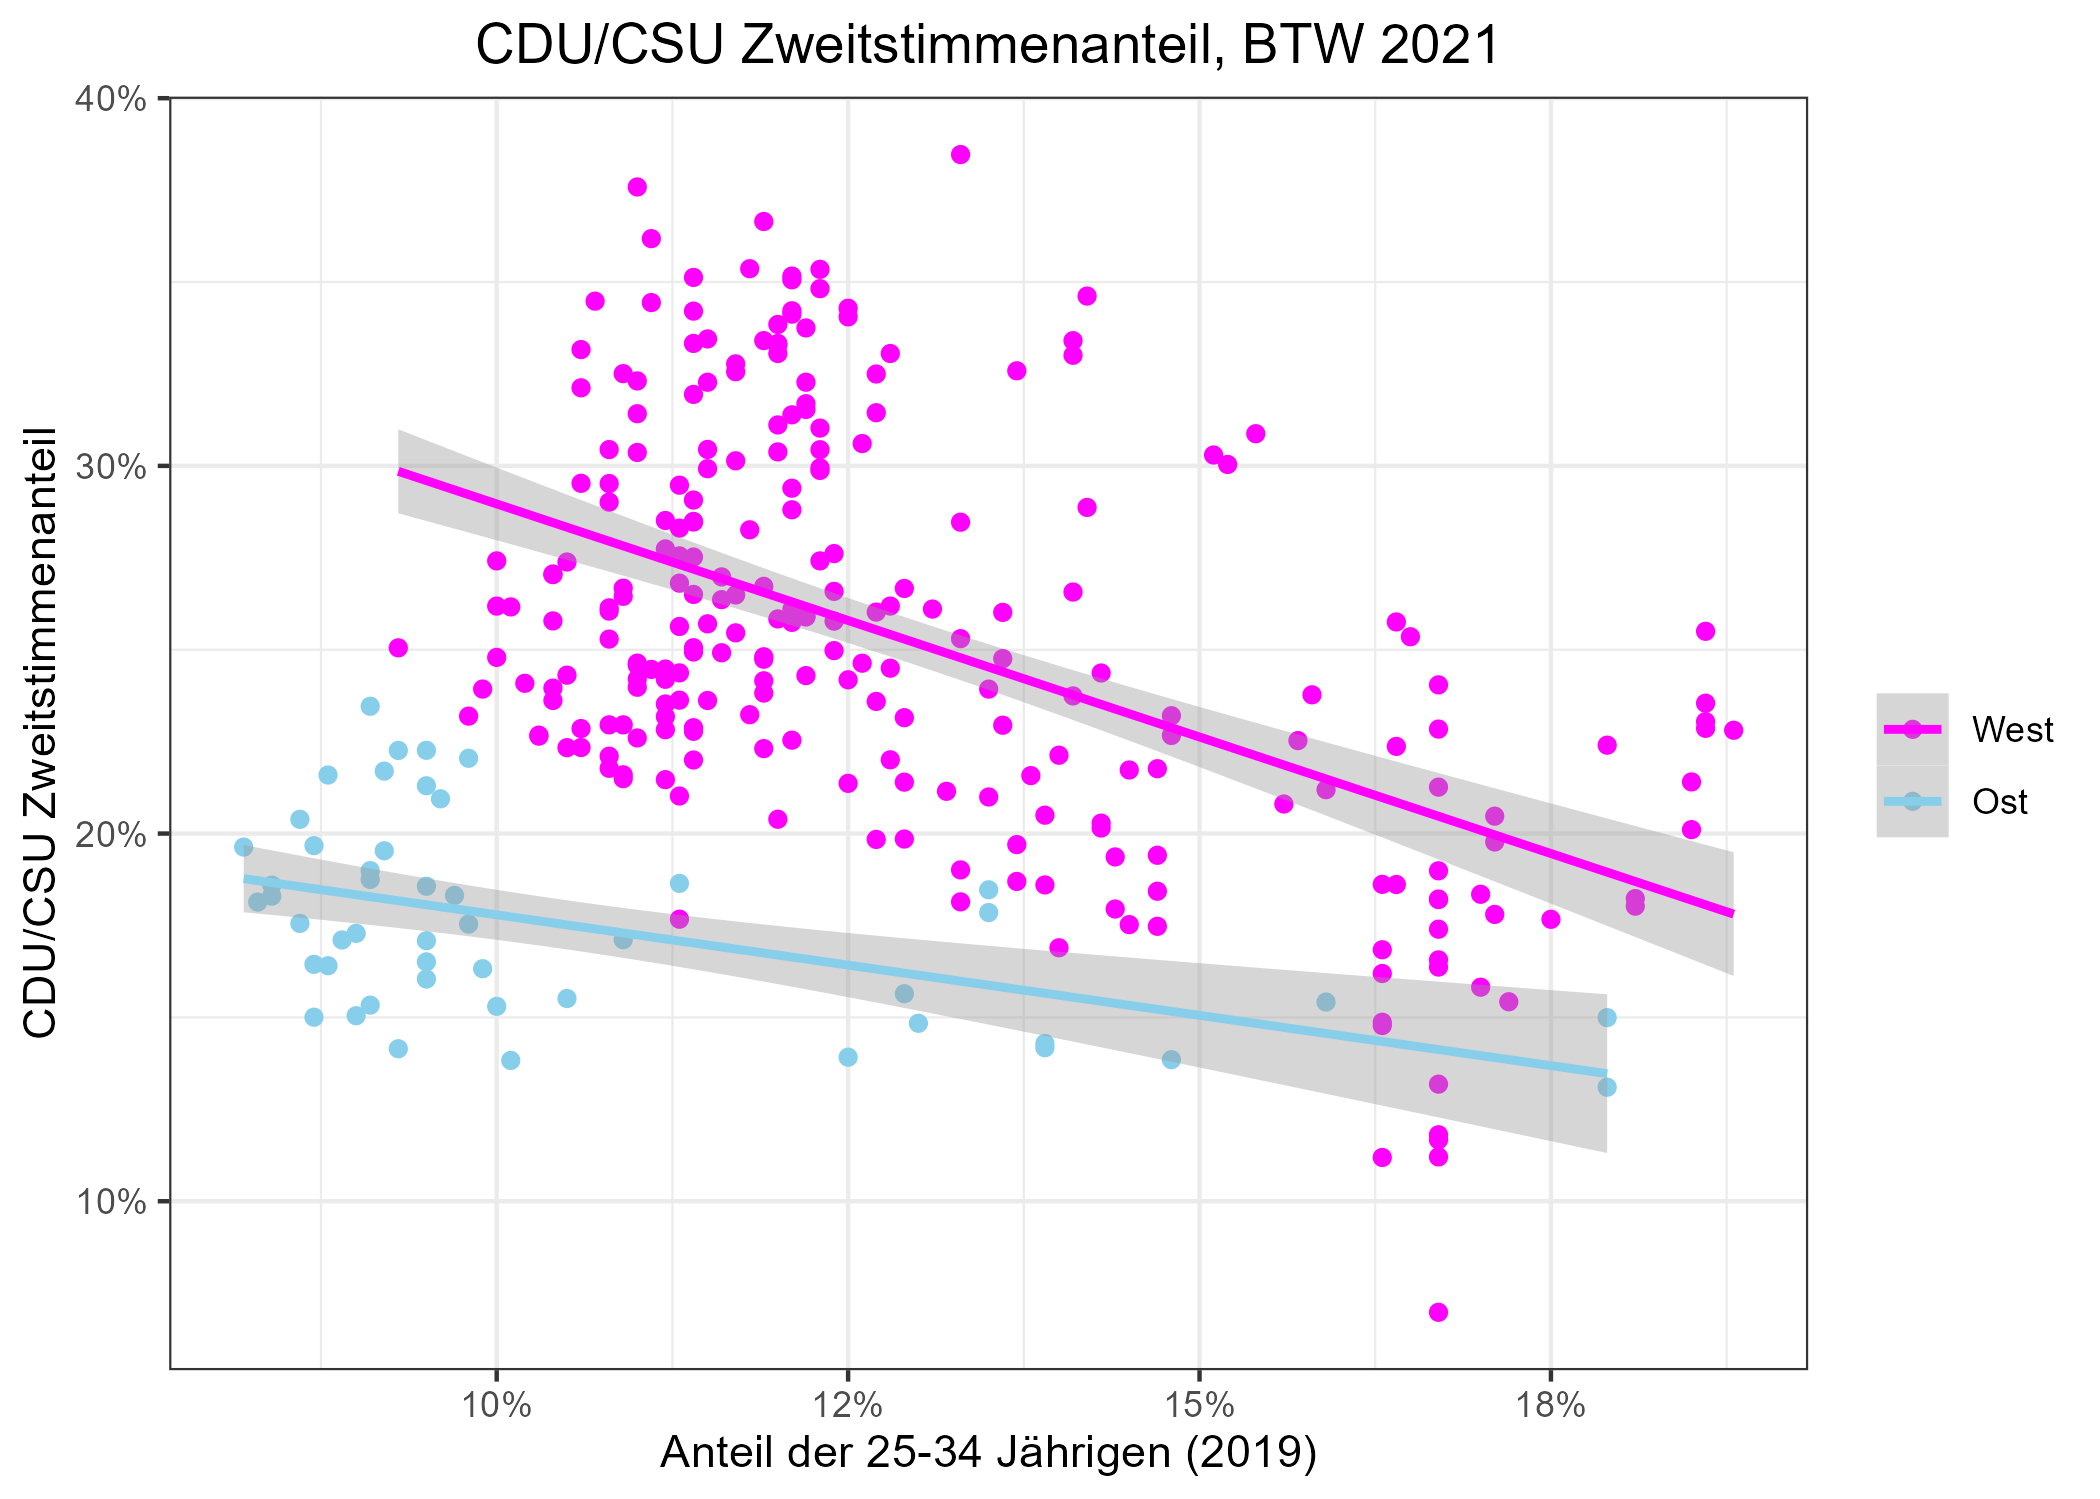 CDU/CSU Zweitstimmenanteil, BTW 2021
CDU/CSU Zweitstimmenanteil
40%
30%
20%
10%
10%
12%
15%
18%
Anteil der 25-34 Jährigen (2019)
West
Ost